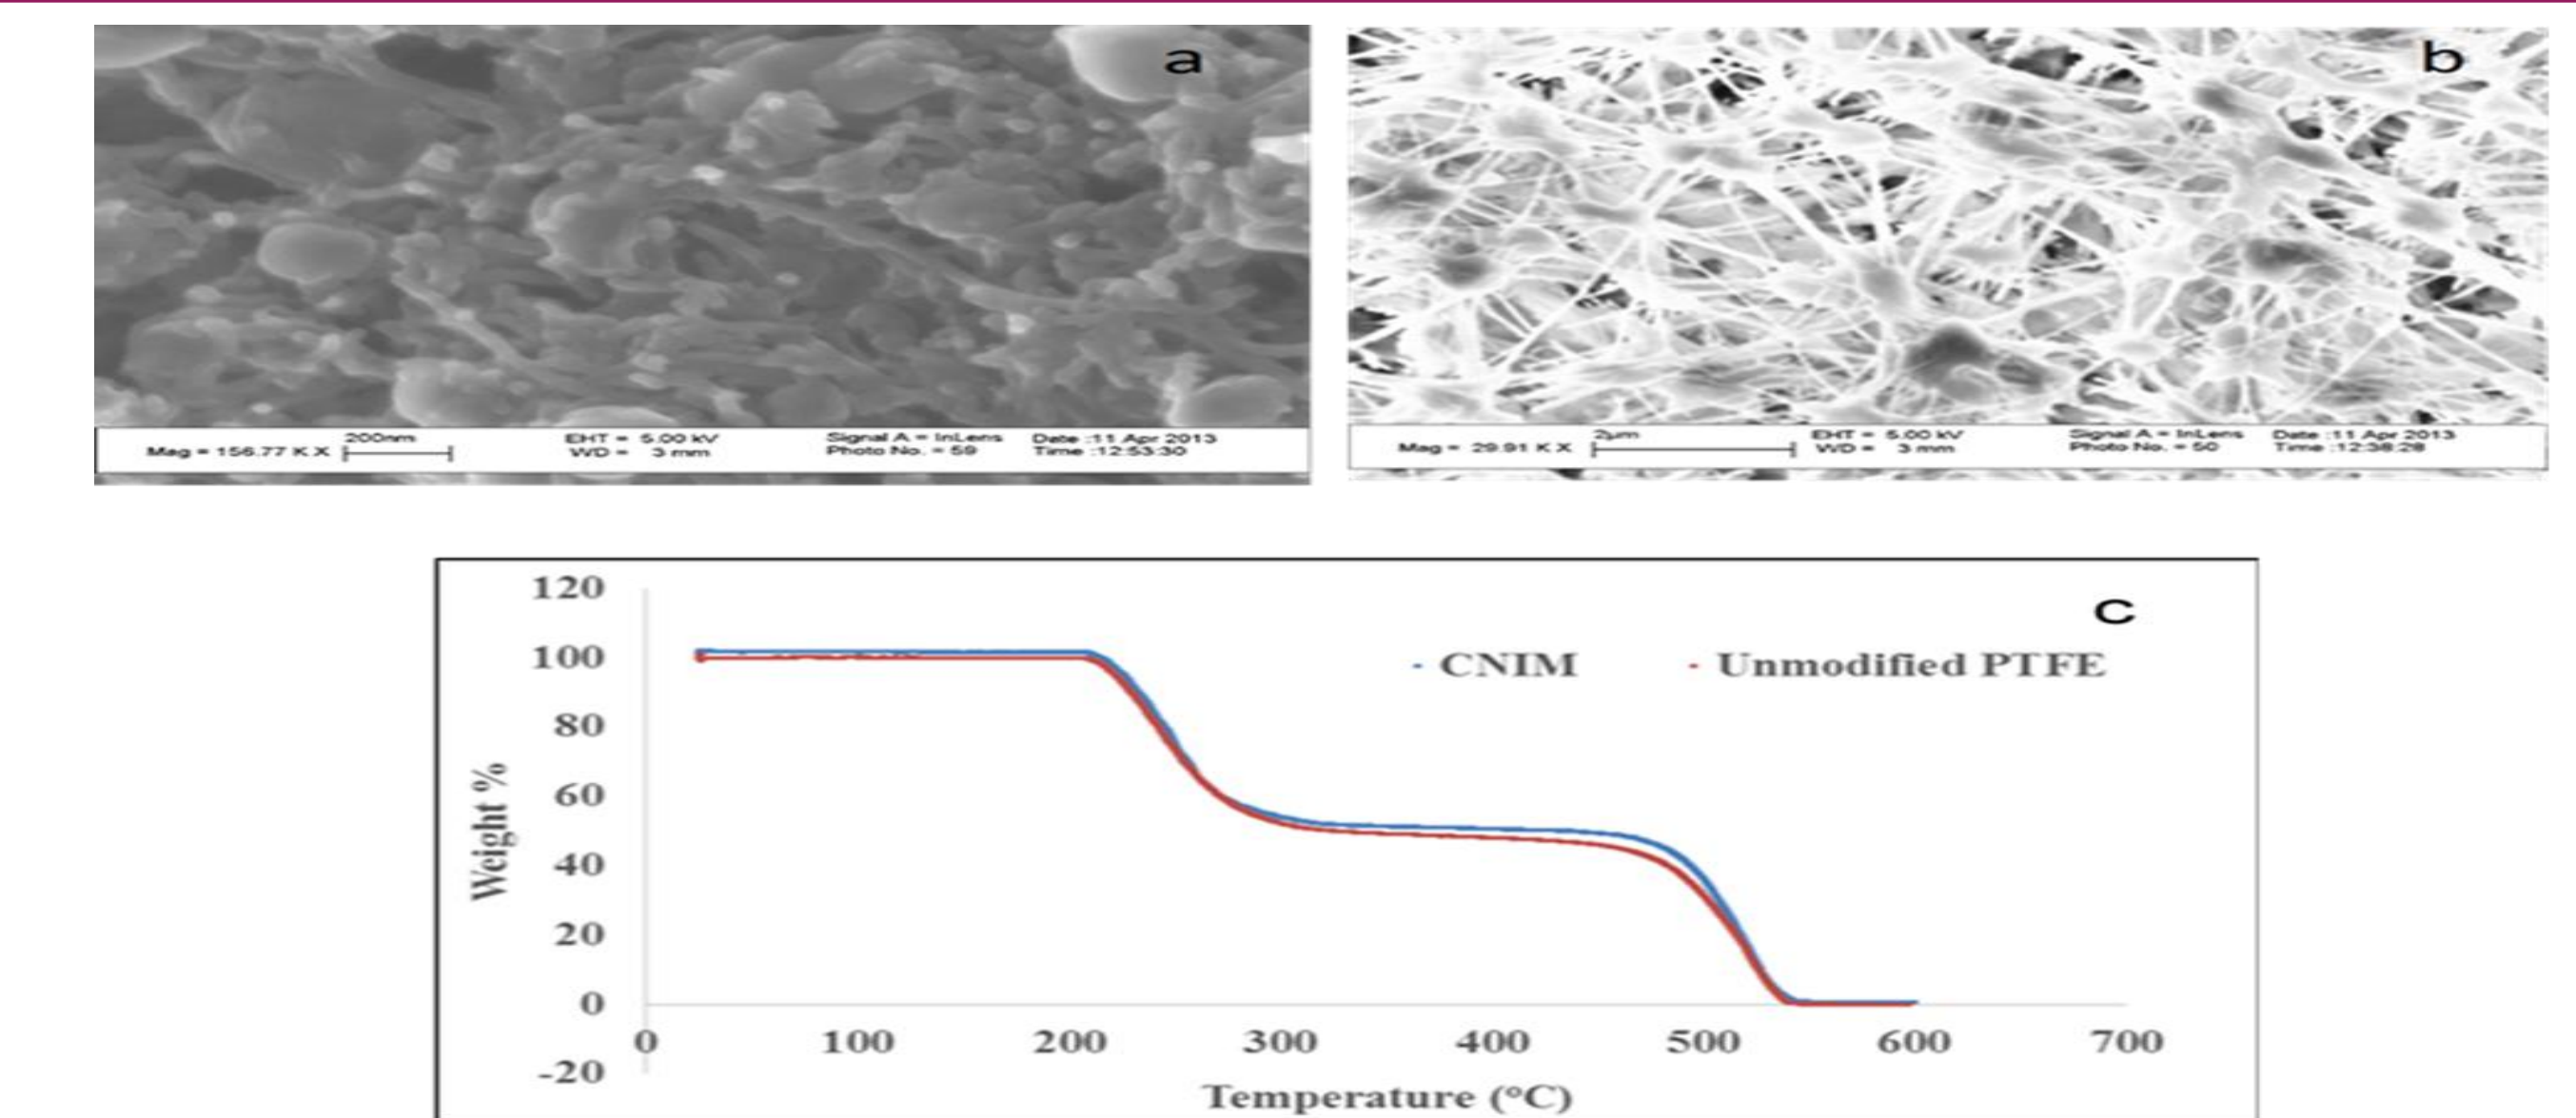 a
Mag = 156.77 K X
200nm
EHT = 5.00 kV
WD = 3 mm
Signal A = InLens
Photo No. = 59
Date :11 Apr 2013
Time :12:53:30
b
Mag = 29.91 K X
2µm
EHT = 5.00 kV
WD = 3 mm
Signal A = InLens
Photo No. = 50
Date :11 Apr 2013
Time :12:38:28
c
CNIM
Unmodified PTFE
Weight %
120
100
80
60
40
20
0
-20
0 100 200 300 400 500 600 700
Temperature (°C)